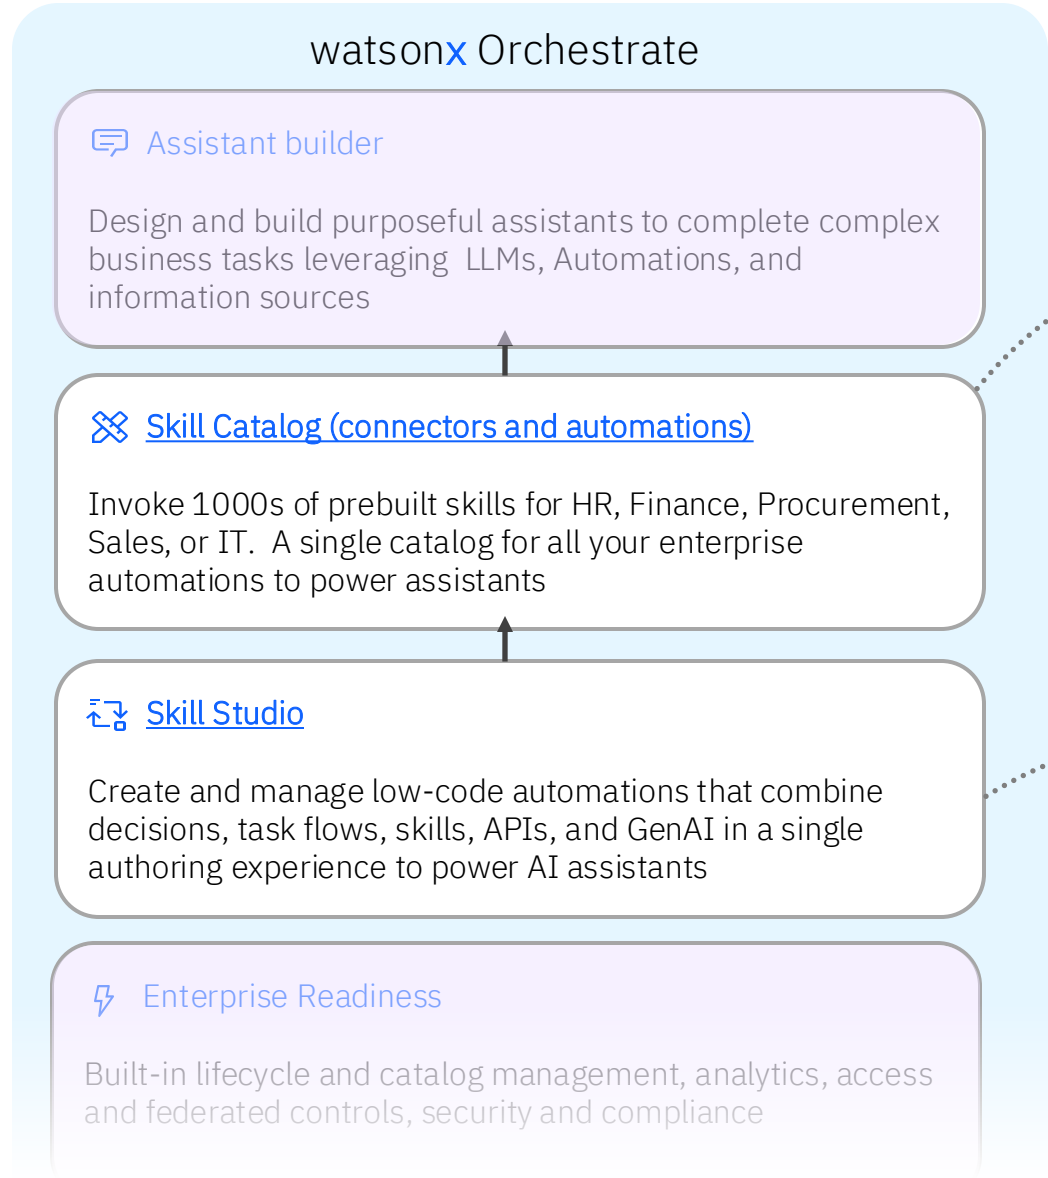 watsonx Orchestrate
Assistant builder
Design and build purposeful assistants to complete complex
business tasks leveraging  LLMs, Automations, and
information sources
Skill Catalog (connectors and automations)
Invoke 1000s of prebuilt skills for HR, Finance, Procurement,
Sales, or IT.  A single catalog for all your enterprise
automations to power assistants
Skill Studio
Create and manage low-code automations that combine
decisions, task flows, skills, APIs, and GenAI in a single
authoring experience to power AI assistants
Enterprise Readiness
Built-in lifecycle and catalog management, analytics, access
and federated controls, security and compliance